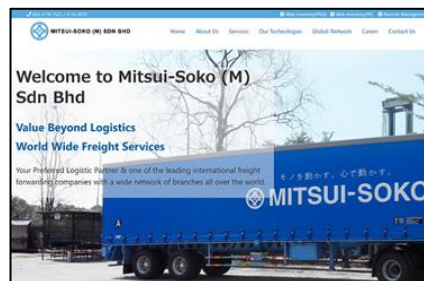 MITSUI-SOKO (M) SDN BHD
Home About Us Services Our Technologies Global Network Career Contact Us
Welcome to Mitsui-Soko (M)
Sdn Bhd
Value Beyond Logistics
World Wide Freight Services
Your Preferred Logistic Partner & one of the leading international freight
forwarding companies with a wide network of branches all over the world.
モノを動かす。心で動かす。
MITSUI-SOKO
A